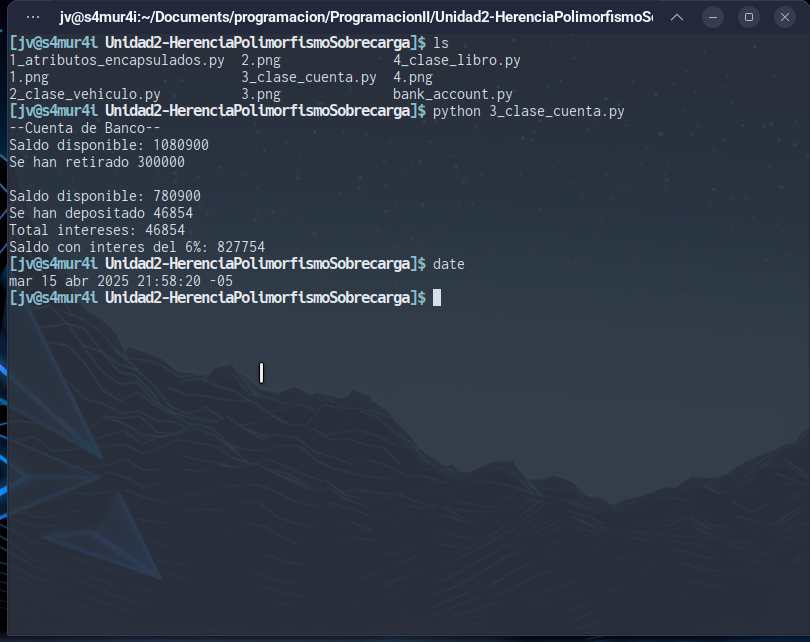 jv@s4mur4i:~/Documents/programacion/ProgramacionII/Unidad2-HerenciaPolimorfismoS
[jv@s4mur4i Unidad2-HerenciaPolimorfismoSobrecarga]$ ls
1_atributos_encapsulados.py  2.png              4_clase_libro.py
1.png                        3_clase_cuenta.py  4.png
2_clase_vehiculo.py          3.png              bank_account.py
[jv@s4mur4i Unidad2-HerenciaPolimorfismoSobrecarga]$ python 3_clase_cuenta.py
--Cuenta de Banco--
Saldo disponible: 1080900
Se han retirado 300000
Saldo disponible: 780900
Se han depositado 46854
Total intereses: 46854
Saldo con interes del 6%: 827754
[jv@s4mur4i Unidad2-HerenciaPolimorfismoSobrecarga]$ date
mar 15 abr 2025 21:58:20 -05
[jv@s4mur4i Unidad2-HerenciaPolimorfismoSobrecarga]$